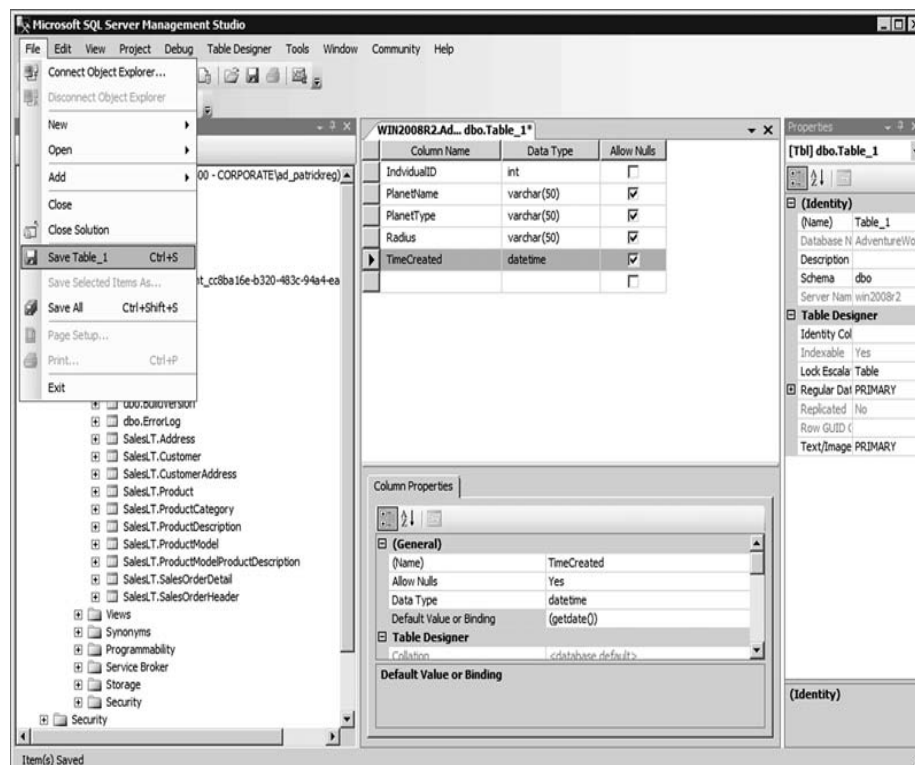 Microsoft SQL Server Management Studio
File Edit View Project Debug Table Designer Tools Window Community Help
Connect Object Explorer...
Disconnect Object Explorer
New
Open
Add
Close
Close Solution
Save Table_1 Ctrl+S
Save Selected Items As...
Save All Ctrl+Shift+S
Page Setup...
Print... Ctrl+P
Exit
00 - CORPORATE\ad_patrickreg)
nt_cc8ba16e-b320-483c-94a4-ea
dbo.BuildVersion
dbo.ErrorLog
SalesLT.Address
SalesLT.Customer
SalesLT.CustomerAddress
SalesLT.Product
SalesLT.ProductCategory
SalesLT.ProductDescription
SalesLT.ProductModel
SalesLT.ProductModelProductDescription
SalesLT.SalesOrderDetail
SalesLT.SalesOrderHeader
Views
Synonyms
Programmability
Service Broker
Storage
Security
Security
WIN2008R2.Ad... dbo.Table_1*
Column Name Data Type Allow Nulls
IndvidualID int
PlanetName varchar(50)
PlanetType varchar(50)
Radius varchar(50)
TimeCreated datetime
Column Properties
(General)
(Name) TimeCreated
Allow Nulls Yes
Data Type datetime
Default Value or Binding (getdate())
Table Designer
Collation <database default>
Default Value or Binding
Properties
[Tbl] dbo.Table_1
(Identity)
(Name) Table_1
Database N AdventureWo
Description
Schema dbo
Server Nam win2008r2
Table Designer
Identity Col
Indexable Yes
Lock Escala Table
Regular Dat PRIMARY
Replicated No
Row GUID C
Text/Image PRIMARY
(Identity)
Item(s) Saved